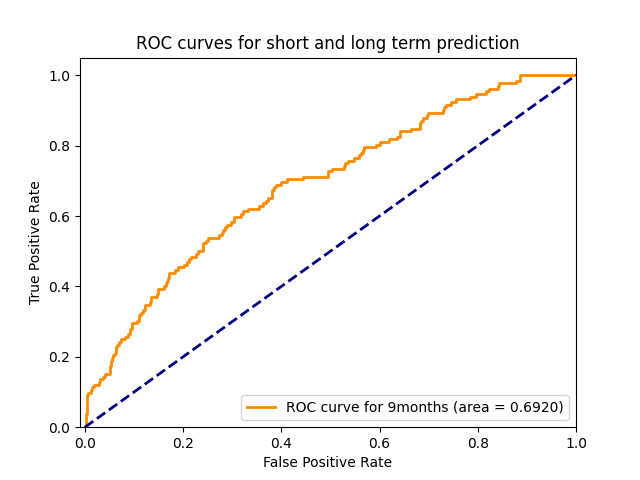 ROC curves for short and long term prediction
True Positive Rate
1.0
0.8
0.6
0.4
0.2
0.0
ROC curve for 9months (area = 0.6920)
0.0 0.2 0.4 0.6 0.8 1.0
False Positive Rate